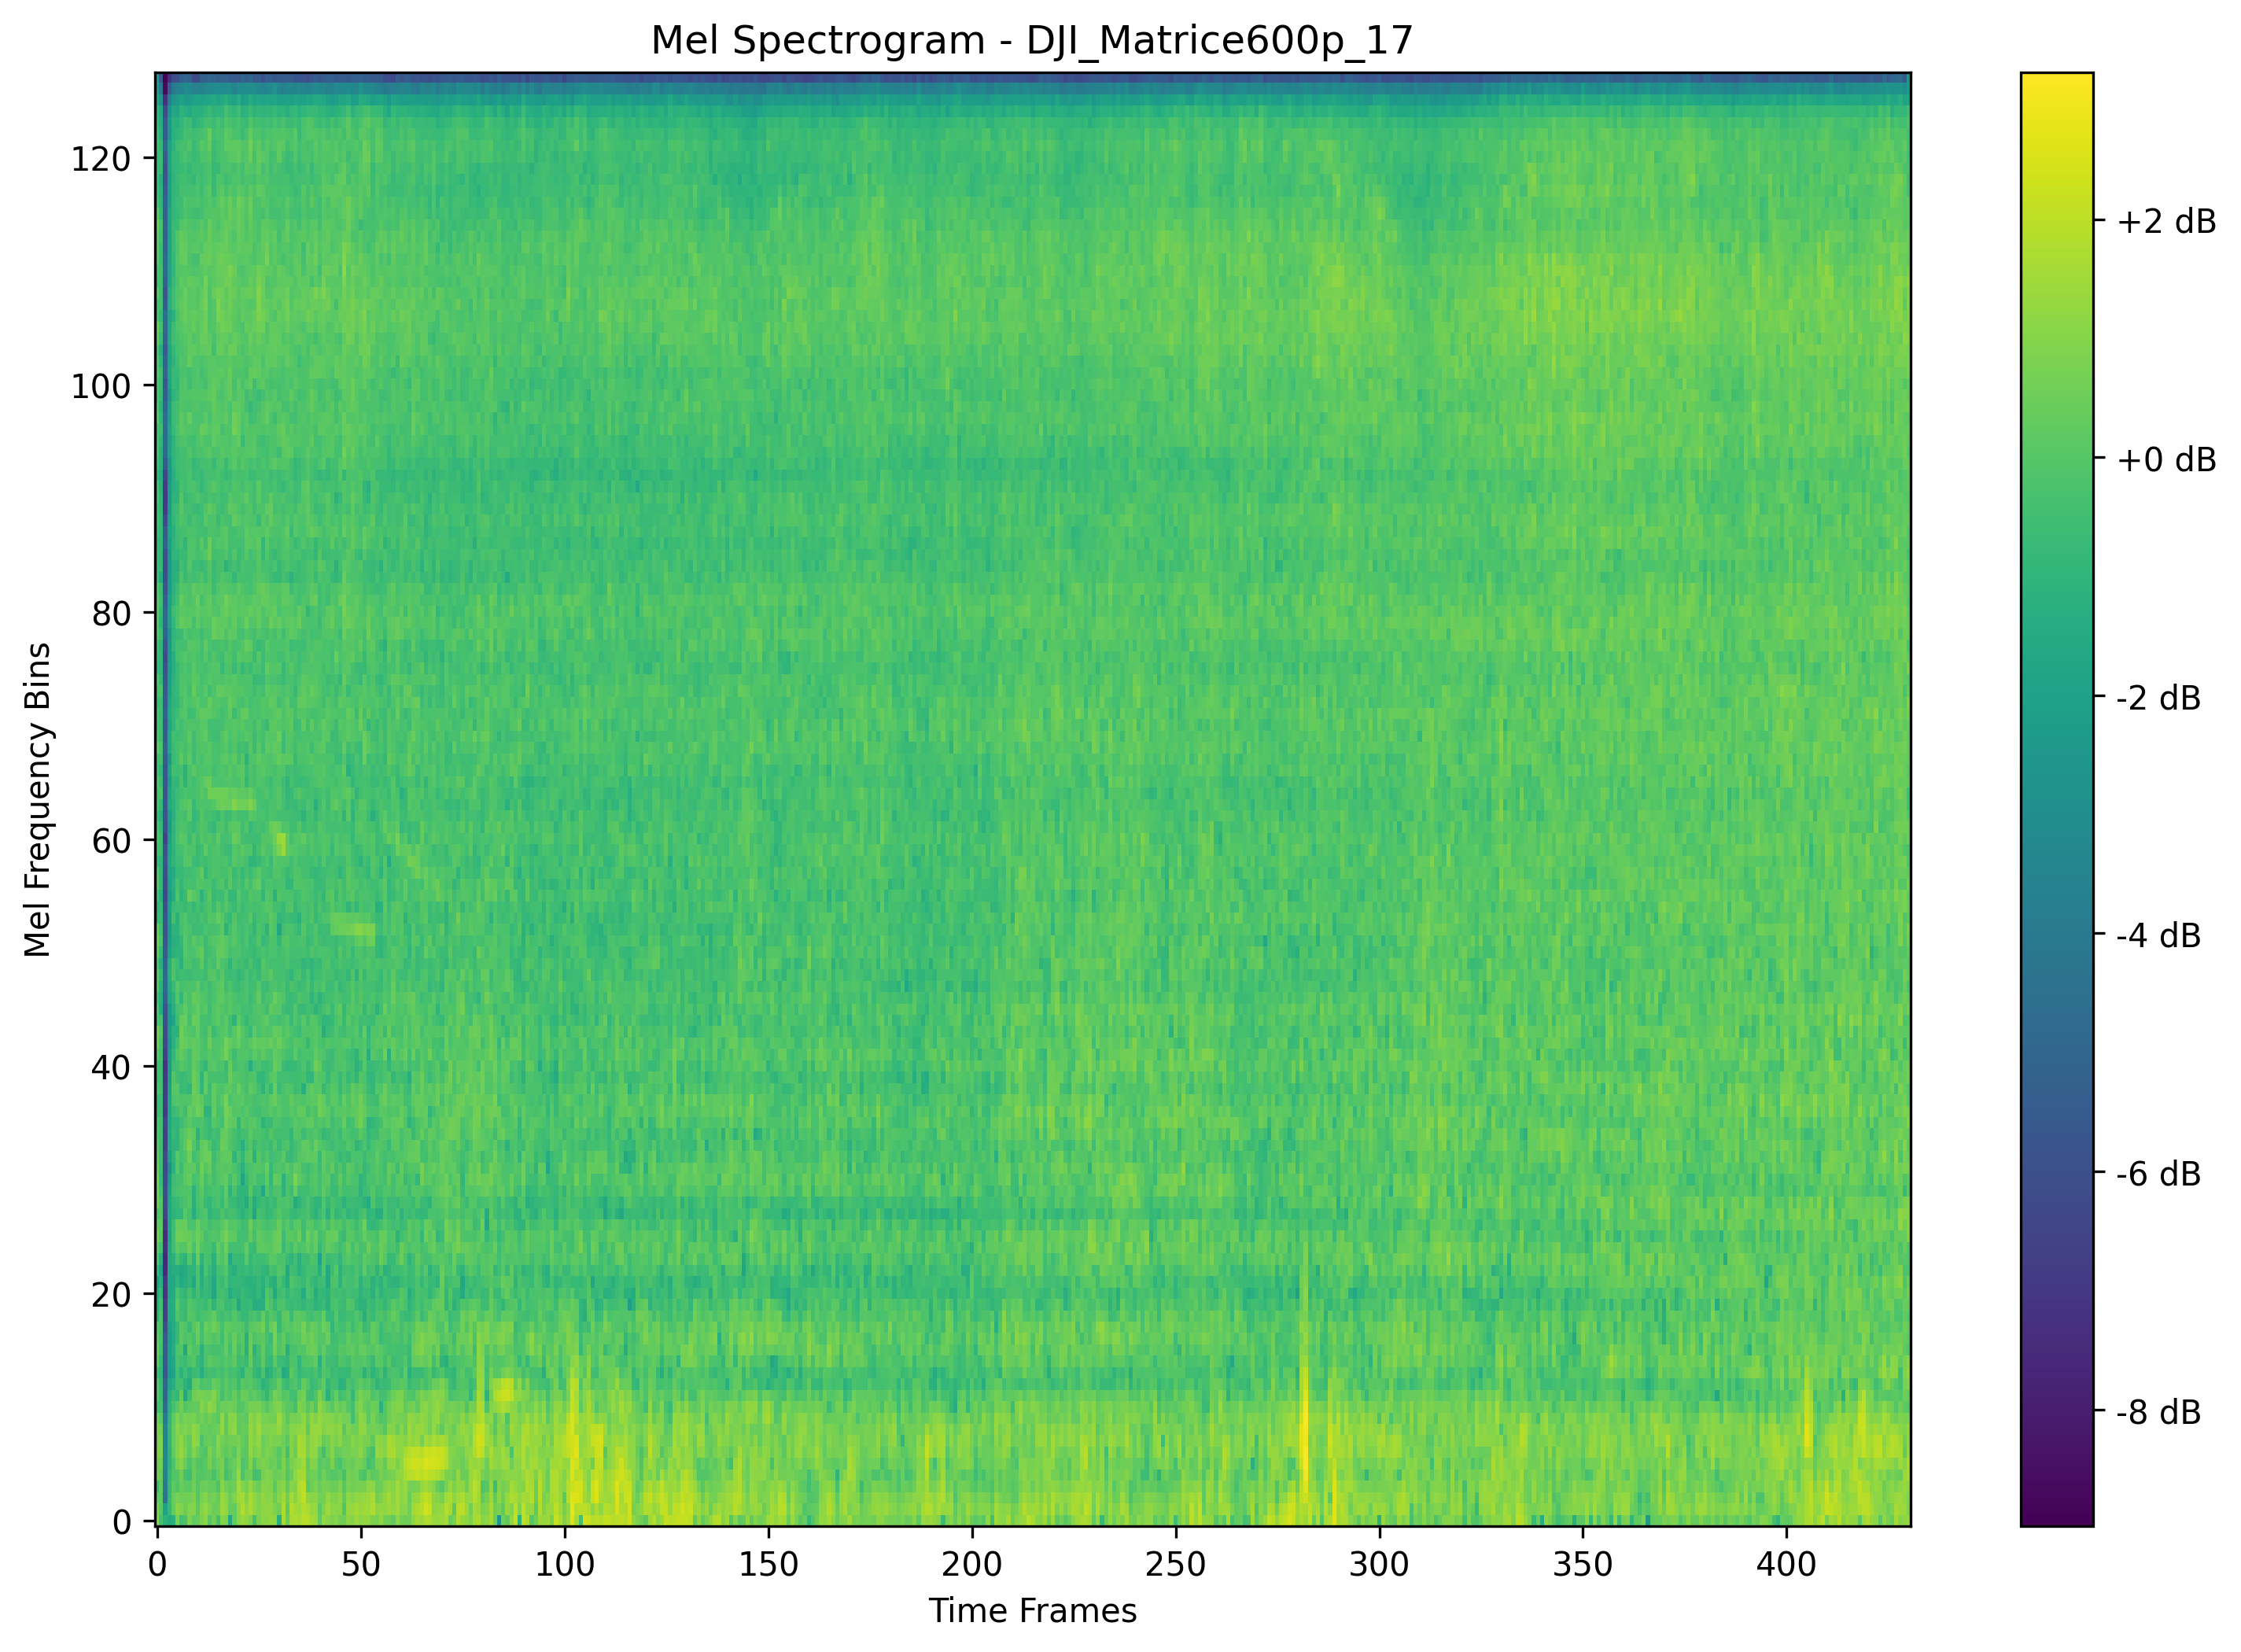 Mel Spectrogram - DJI_Matrice600p_17
Mel Frequency Bins
120
100
80
60
40
20
0
0 50 100 150 200 250 300 350 400
Time Frames
+2 dB
+0 dB
-2 dB
-4 dB
-6 dB
-8 dB